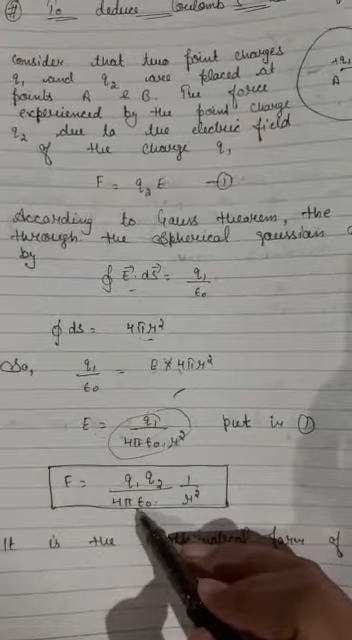 To deduce Coulomb's
Consider that two point charges
q₁ and q₂ are placed at
points A & B. The force
experienced by the point charge
q₂ due to the electric field
of the charge q₁
F = q₂ E —①
+q₁
A
According to Gauss theorem, the
through the spherical gaussian
by
∮ E⃗. dS⃗ = q₁/ε₀
∮ ds = 4πr²
So, q₁/ε₀ = E × 4πr²
E = q₁/4πε₀.r² put in ①
F = q₁q₂/4πε₀. 1/r²
It is the form of